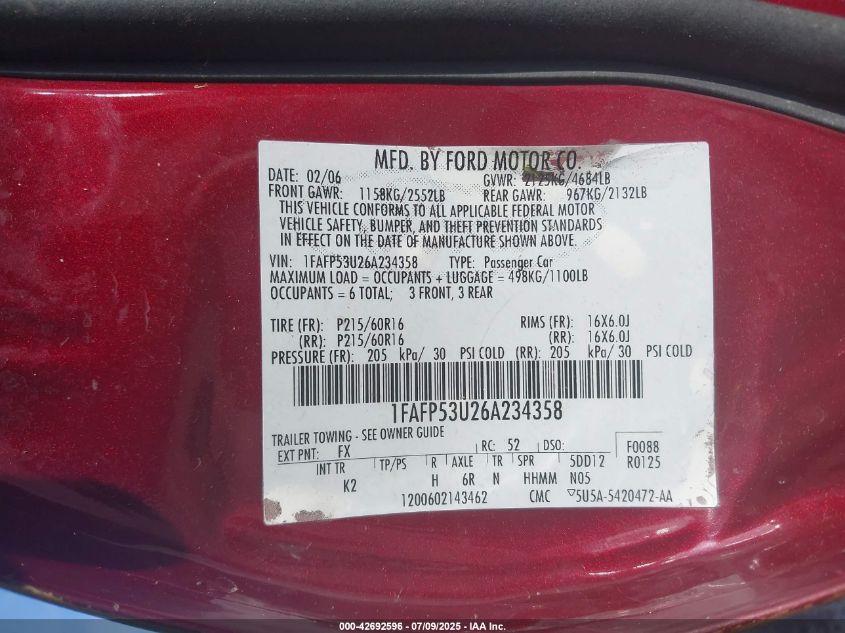 MFD. BY FORD MOTOR CO.
DATE: 02/06 GVWR: 2125KG/4684LB
FRONT GAWR: 1158KG/2552LB REAR GAWR: 967KG/2132LB
THIS VEHICLE CONFORMS TO ALL APPLICABLE FEDERAL MOTOR
VEHICLE SAFETY, BUMPER, AND THEFT PREVENTION STANDARDS
IN EFFECT ON THE DATE OF MANUFACTURE SHOWN ABOVE.
VIN: 1FAFP53U26A234358 TYPE: Passenger Car
MAXIMUM LOAD = OCCUPANTS + LUGGAGE = 498KG/1100LB
OCCUPANTS = 6 TOTAL; 3 FRONT, 3 REAR
TIRE (FR): P215/60R16 RIMS (FR): 16X6.0J
(RR): P215/60R16 (RR): 16X6.0J
PRESSURE (FR): 205 kPa/ 30 PSI COLD (RR): 205 kPa/ 30 PSI COLD
1FAFP53U26A234358
TRAILER TOWING - SEE OWNER GUIDE
EXT PNT: FX RC: 52 DSO: F0088
INT TR TP/PS R AXLE TR SPR 5DD12 R0125
K2 H 6R N HHMM N05
1200602143462 CMC ▽5U5A-5420472-AA
000-42692596 - 07/09/2025 - IAA Inc.